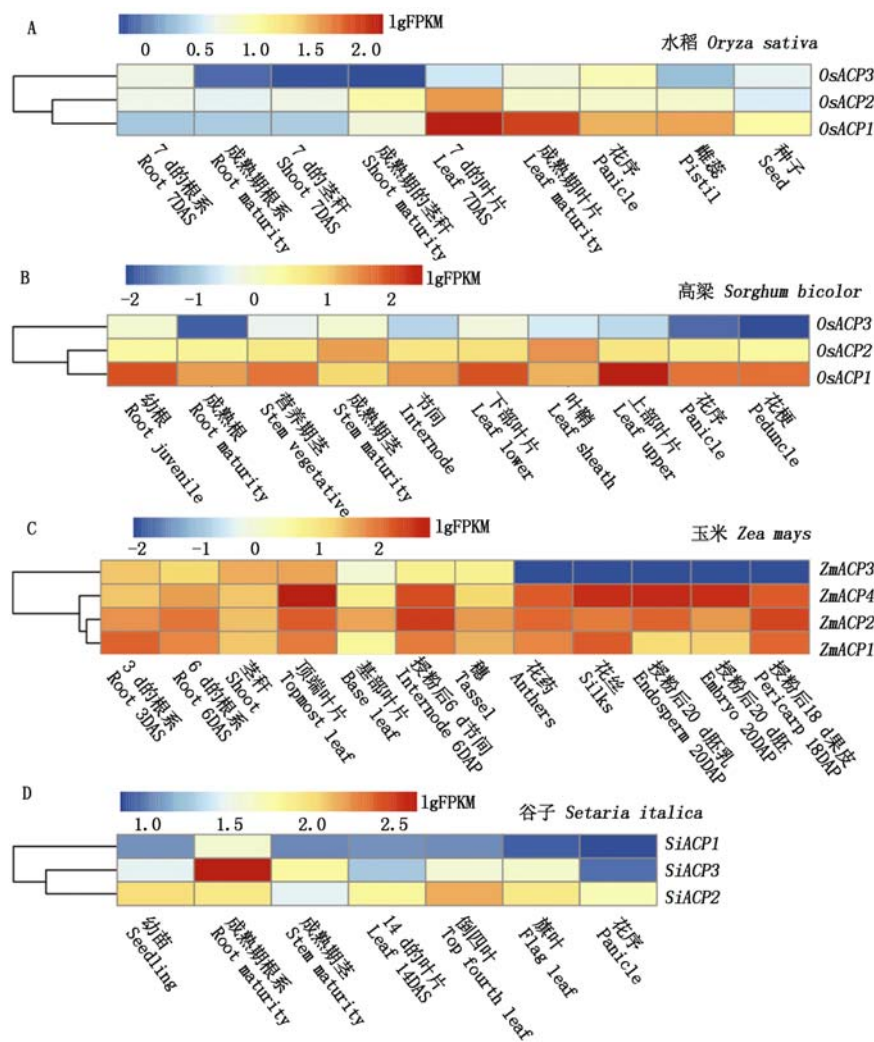 A
lgFPKM
0 0.5 1.0 1.5 2.0
水稻 Oryza sativa
OsACP3
OsACP2
OsACP1
7 d的根系
Root 7DAS
成熟期根系
Root maturity
7 d的茎秆
Shoot 7DAS
成熟期的茎秆
Shoot maturity
7 d的叶片
Leaf 7DAS
成熟期叶片
Leaf maturity
花序
Panicle
雌蕊
Pistil
种子
Seed
B
lgFPKM
-2 -1 0 1 2
高粱 Sorghum bicolor
OsACP3
OsACP2
OsACP1
幼根
Root juvenile
成熟根
Root maturity
营养期茎
Stem vegetative
成熟期茎
Stem maturity
节间
Internode
下部叶片
Leaf lower
叶鞘
Leaf sheath
上部叶片
Leaf upper
花序
Panicle
花梗
Peduncle
C
lgFPKM
-2 -1 0 1 2
玉米 Zea mays
ZmACP3
ZmACP4
ZmACP2
ZmACP1
3 d的根系
Root 3DAS
6 d的根系
Root 6DAS
茎秆
Shoot
顶端叶片
Topmost leaf
基部叶片
Base leaf
授粉后6 d节间
Internode 6DAP
穗
Tassel
花药
Anthers
花丝
Silks
授粉后20 d胚乳
Endosperm 20DAP
授粉后20 d胚
Embryo 20DAP
授粉后18 d果皮
Pericarp 18DAP
D
lgFPKM
1.0 1.5 2.0 2.5
谷子 Setaria italica
SiACP1
SiACP3
SiACP2
幼苗
Seedling
成熟期根系
Root maturity
成熟期茎
Stem maturity
14 d的叶片
Leaf 14DAS
倒四叶
Top fourth leaf
旗叶
Flag leaf
花序
Panicle